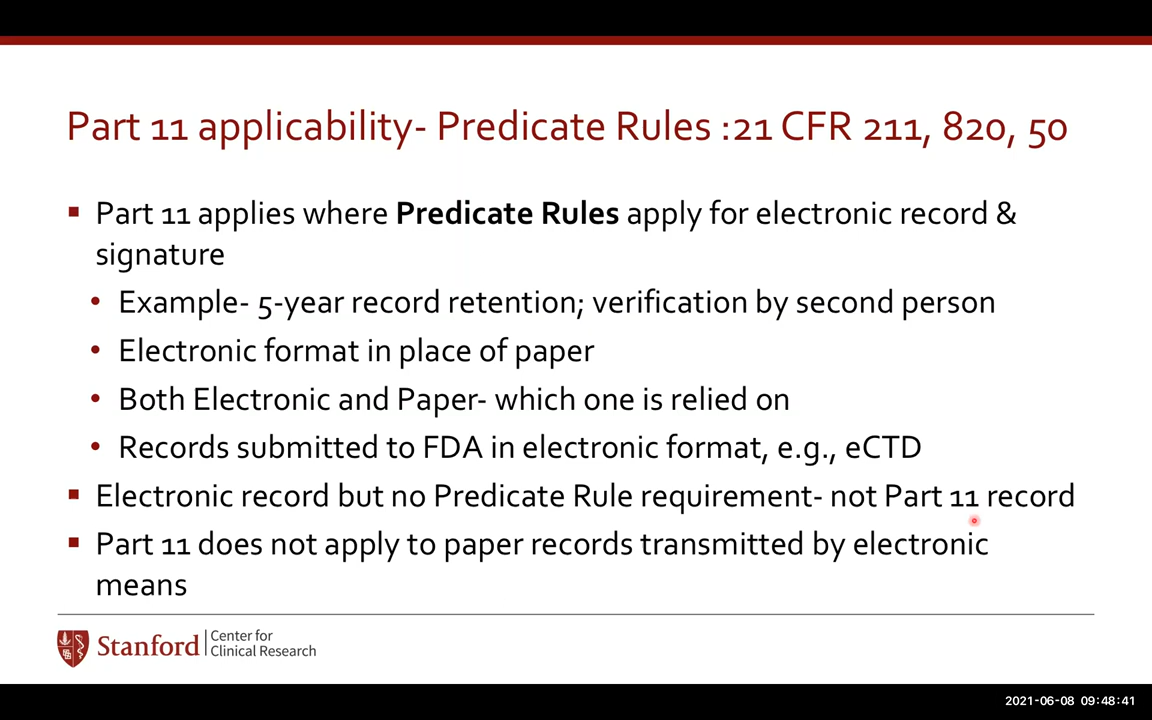 Part 11 applicability- Predicate Rules :21 CFR 211, 820, 50
Part 11 applies where Predicate Rules apply for electronic record &
signature
Example- 5-year record retention; verification by second person
Electronic format in place of paper
Both Electronic and Paper- which one is relied on
Records submitted to FDA in electronic format, e.g., eCTD
Electronic record but no Predicate Rule requirement- not Part 11 record
Part 11 does not apply to paper records transmitted by electronic
means
Stanford
Center for
Clinical Research
2021-06-08 09:48:41